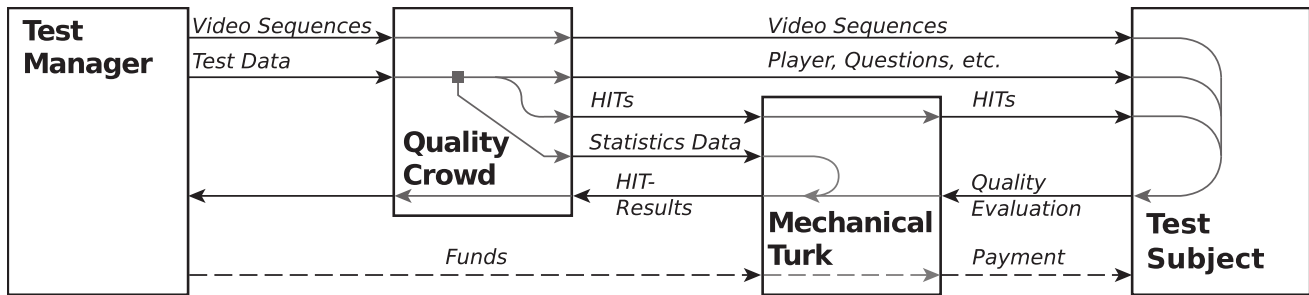 Test
Manager
Video Sequences
Test Data
Quality
Crowd
Video Sequences
Player, Questions, etc.
HITs
Statistics Data
HIT-
Results
Mechanical
Turk
HITs
Quality
Evaluation
Test
Subject
Funds
Payment